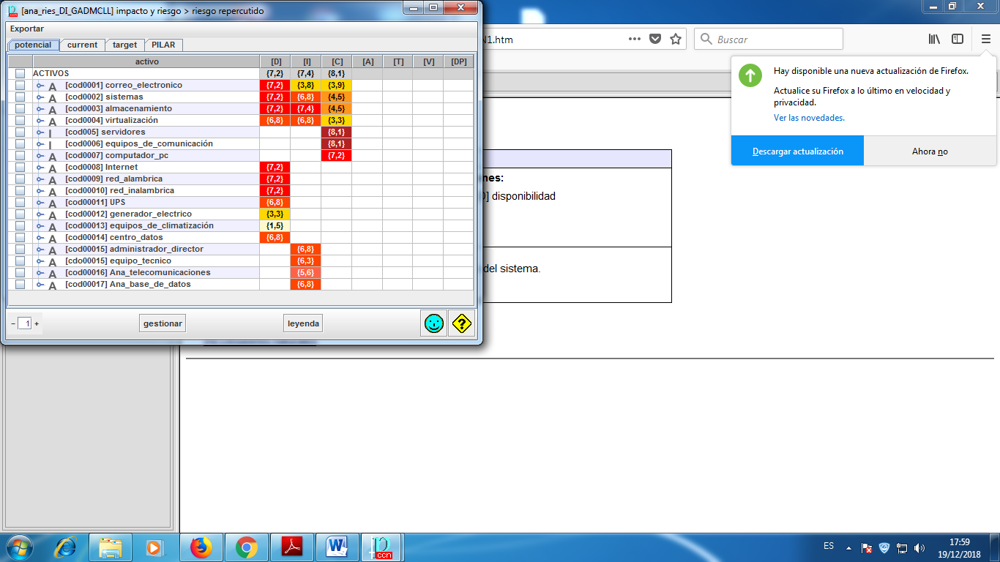 [ana_ries_DI_GADMCLL] impacto y riesgo > riesgo repercutido
Exportar
potencial current target PILAR
activo [D] [I] [C] [A] [T] [V] [DP]
ACTIVOS {7,2} {7,4} {8,1}
A [cod0001] correo_electronico {7,2} {3,8} {3,9}
A [cod0002] sistemas {7,2} {6,8} {4,5}
A [cod0003] almacenamiento {7,2} {7,4} {4,5}
A [cod0004] virtualización {6,8} {6,8} {3,3}
I [cod005] servidores {8,1}
I [cod0006] equipos_de_comunicación {8,1}
A [cod0007] computador_pc {7,2}
A [cod0008] Internet {7,2}
A [cod0009] red_alambrica {7,2}
A [cod00010] red_inalambrica {7,2}
A [cod00011] UPS {6,8}
A [cod00012] generador_electrico {3,3}
A [cod00013] equipos_de_climatización {1,5}
A [cod00014] centro_datos {6,8}
A [cod00015] administrador_director {6,8}
A [cdo00015] equipo_tecnico {6,3}
A [cod00016] Ana_telecomunicaciones {5,6}
A [cod00017] Ana_base_de_datos {6,8}
− 1 +
gestionar
leyenda
?
N1.htm
Buscar
Hay disponible una nueva actualización de Firefox.
Actualice su Firefox a lo último en velocidad y
privacidad.
Ver las novedades.
Descargar actualización
Ahora no
nes:
] disponibilidad
del sistema.
W
ccn
ES
17:59
19/12/2018